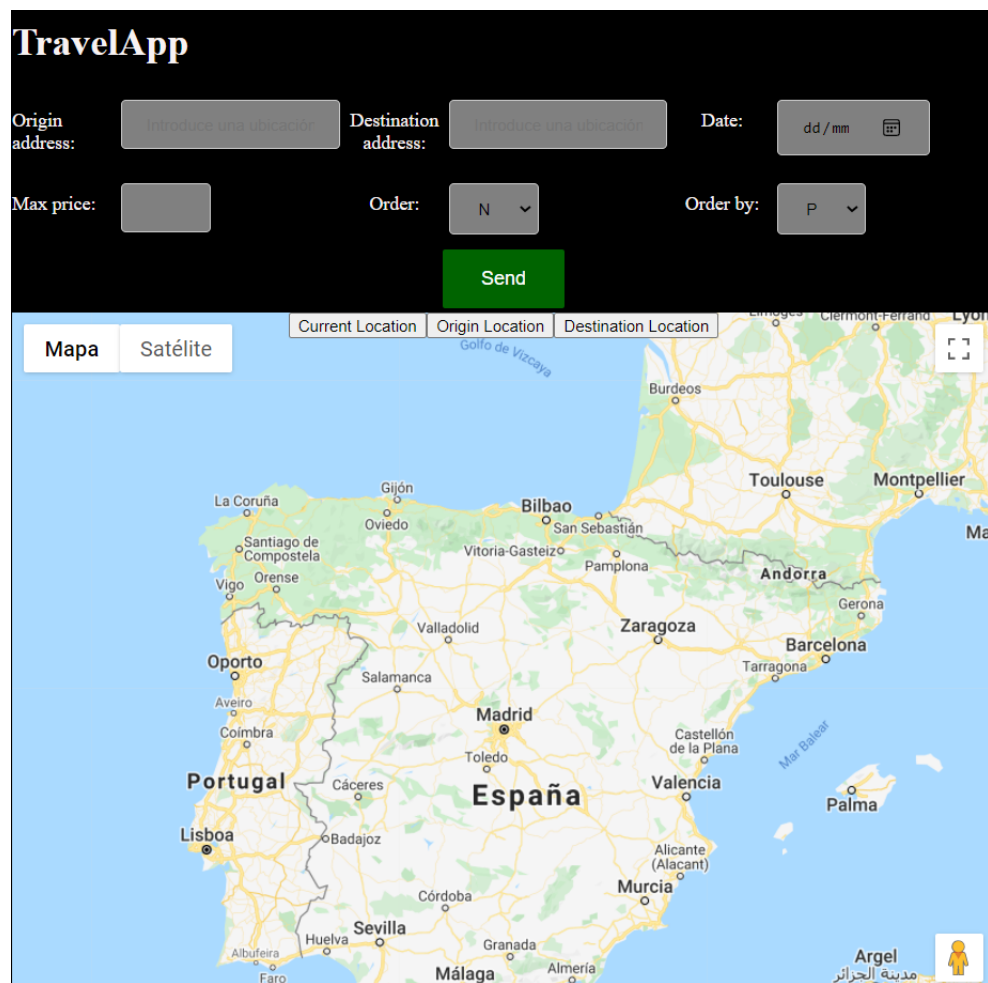 TravelApp
Origin address:
Introduce una ubicación
Destination address:
Introduce una ubicación
Date:
dd/mm
Max price:
Order:
N
Order by:
P
Send
Current Location
Origin Location
Destination Location
Mapa
Satélite
Limoges
Clermont-Ferrand
Lyon
Golfo de Vizcaya
Burdeos
Toulouse
Montpellier
La Coruña
Gijón
Bilbao
Oviedo
San Sebastián
Ma
Santiago de Compostela
Vitoria-Gasteiz
Pamplona
Andorra
Vigo
Orense
Gerona
Valladolid
Zaragoza
Barcelona
Oporto
Salamanca
Tarragona
Aveiro
Madrid
Coímbra
Castellón de la Plana
Mar Balear
Toledo
Portugal
Cáceres
España
Valencia
Palma
Lisboa
Badajoz
Alicante (Alacant)
Murcia
Córdoba
Sevilla
Huelva
Granada
Albufeira
Almería
Argel
مدينة الجزائر
Faro
Málaga